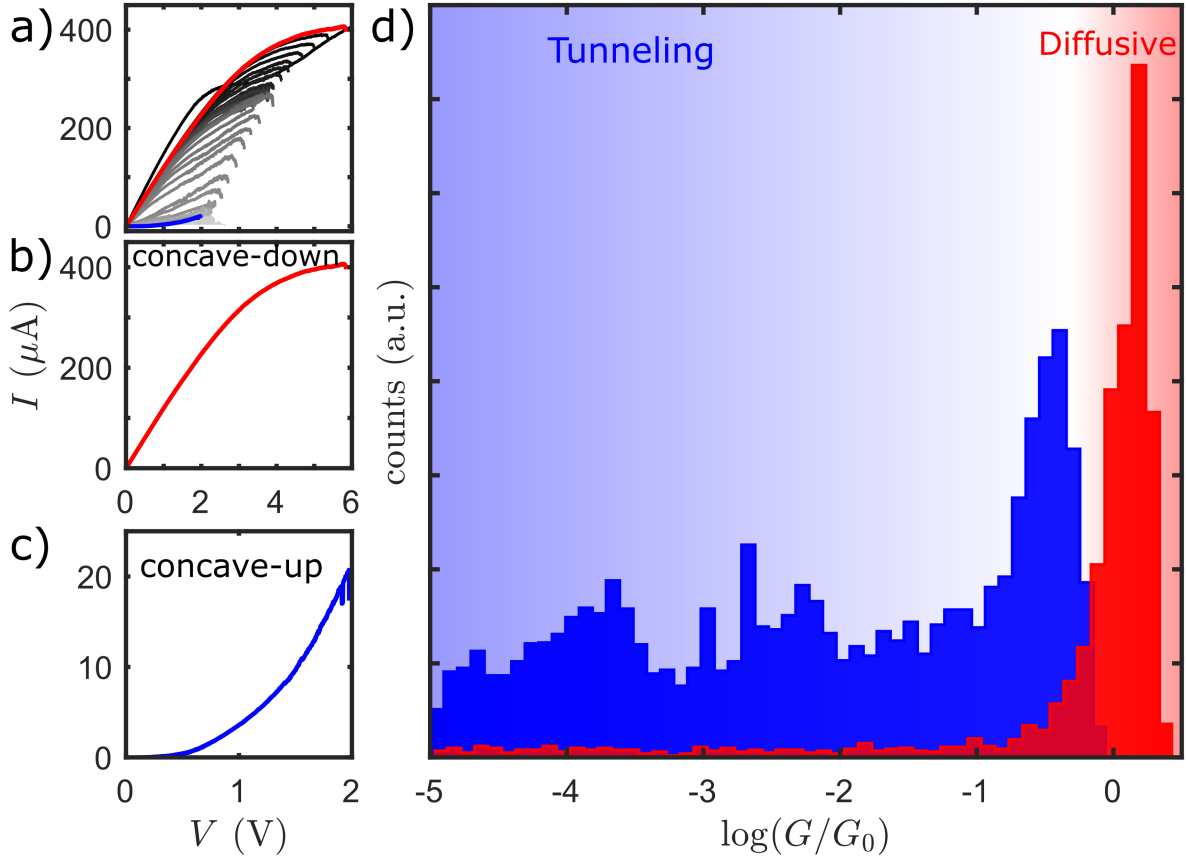 a)
400
200
0
b)
concave-down
400
200
0
0 2 4 6
I (μA)
c)
concave-up
20
10
0
0 1 2
V (V)
d)
Tunneling
Diffusive
counts (a.u.)
-5 -4 -3 -2 -1 0
log(G/G₀)